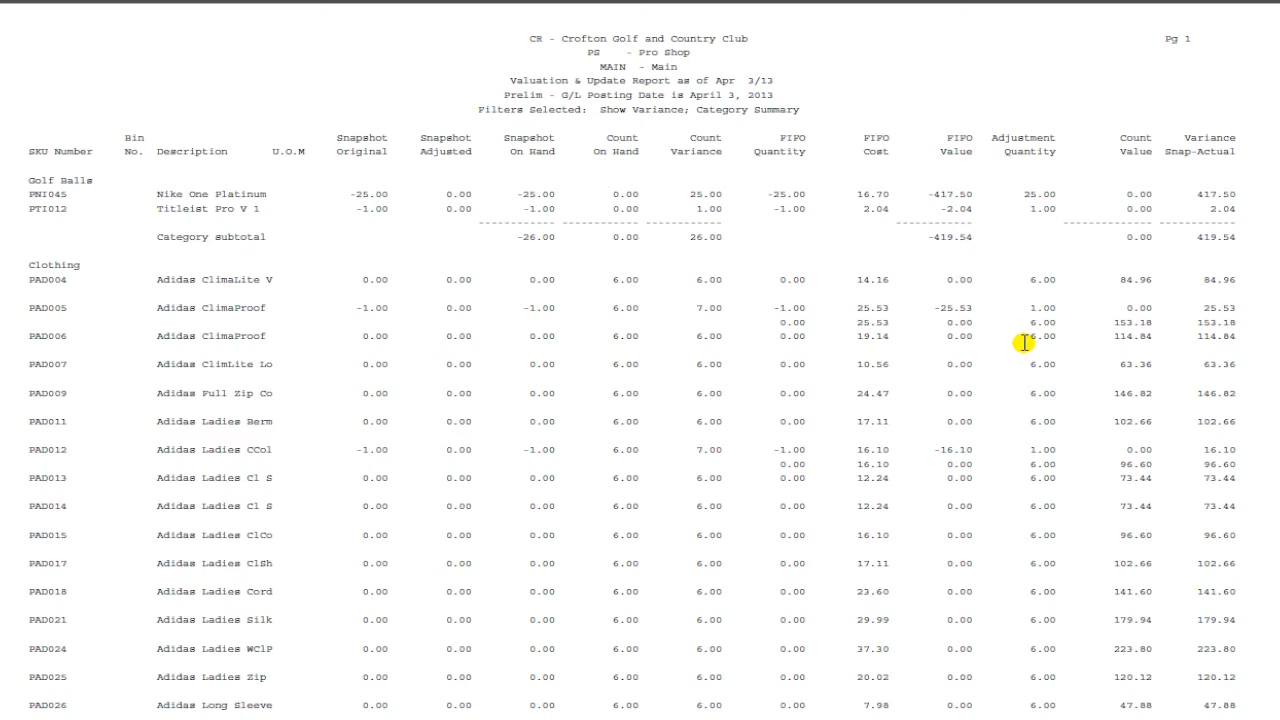 CR - Crofton Golf and Country Club Pg 1
PS - Pro Shop
MAIN - Main
Valuation & Update Report as of Apr 3/13
Prelim - G/L Posting Date is April 3, 2013
Filters Selected: Show Variance; Category Summary
Bin Snapshot Snapshot Snapshot Count Count FIFO FIFO FIFO Adjustment Count Variance
SKU Number No. Description U.O.M Original Adjusted On Hand On Hand Variance Quantity Cost Value Quantity Value Snap-Actual
Golf Balls
PNI045 Nike One Platinum -25.00 0.00 -25.00 0.00 25.00 -25.00 16.70 -417.50 25.00 0.00 417.50
PTI012 Titleist Pro V 1 -1.00 0.00 -1.00 0.00 1.00 -1.00 2.04 -2.04 1.00 0.00 2.04
Category subtotal -26.00 0.00 26.00 -419.54 0.00 419.54
Clothing
PAD004 Adidas ClimaLite V 0.00 0.00 0.00 6.00 6.00 0.00 14.16 0.00 6.00 84.96 84.96
PAD005 Adidas ClimaProof -1.00 0.00 -1.00 6.00 7.00 -1.00 25.53 -25.53 1.00 0.00 25.53
0.00 25.53 0.00 6.00 153.18 153.18
PAD006 Adidas ClimaProof 0.00 0.00 0.00 6.00 6.00 0.00 19.14 0.00 6.00 114.84 114.84
PAD007 Adidas ClimLite Lo 0.00 0.00 0.00 6.00 6.00 0.00 10.56 0.00 6.00 63.36 63.36
PAD009 Adidas Full Zip Co 0.00 0.00 0.00 6.00 6.00 0.00 24.47 0.00 6.00 146.82 146.82
PAD011 Adidas Ladies Berm 0.00 0.00 0.00 6.00 6.00 0.00 17.11 0.00 6.00 102.66 102.66
PAD012 Adidas Ladies CCol -1.00 0.00 -1.00 6.00 7.00 -1.00 16.10 -16.10 1.00 0.00 16.10
0.00 16.10 0.00 6.00 96.60 96.60
PAD013 Adidas Ladies Cl S 0.00 0.00 0.00 6.00 6.00 0.00 12.24 0.00 6.00 73.44 73.44
PAD014 Adidas Ladies Cl S 0.00 0.00 0.00 6.00 6.00 0.00 12.24 0.00 6.00 73.44 73.44
PAD015 Adidas Ladies ClCo 0.00 0.00 0.00 6.00 6.00 0.00 16.10 0.00 6.00 96.60 96.60
PAD017 Adidas Ladies ClSh 0.00 0.00 0.00 6.00 6.00 0.00 17.11 0.00 6.00 102.66 102.66
PAD018 Adidas Ladies Cord 0.00 0.00 0.00 6.00 6.00 0.00 23.60 0.00 6.00 141.60 141.60
PAD021 Adidas Ladies Silk 0.00 0.00 0.00 6.00 6.00 0.00 29.99 0.00 6.00 179.94 179.94
PAD024 Adidas Ladies WClP 0.00 0.00 0.00 6.00 6.00 0.00 37.30 0.00 6.00 223.80 223.80
PAD025 Adidas Ladies Zip 0.00 0.00 0.00 6.00 6.00 0.00 20.02 0.00 6.00 120.12 120.12
PAD026 Adidas Long Sleeve 0.00 0.00 0.00 6.00 6.00 0.00 7.98 0.00 6.00 47.88 47.88